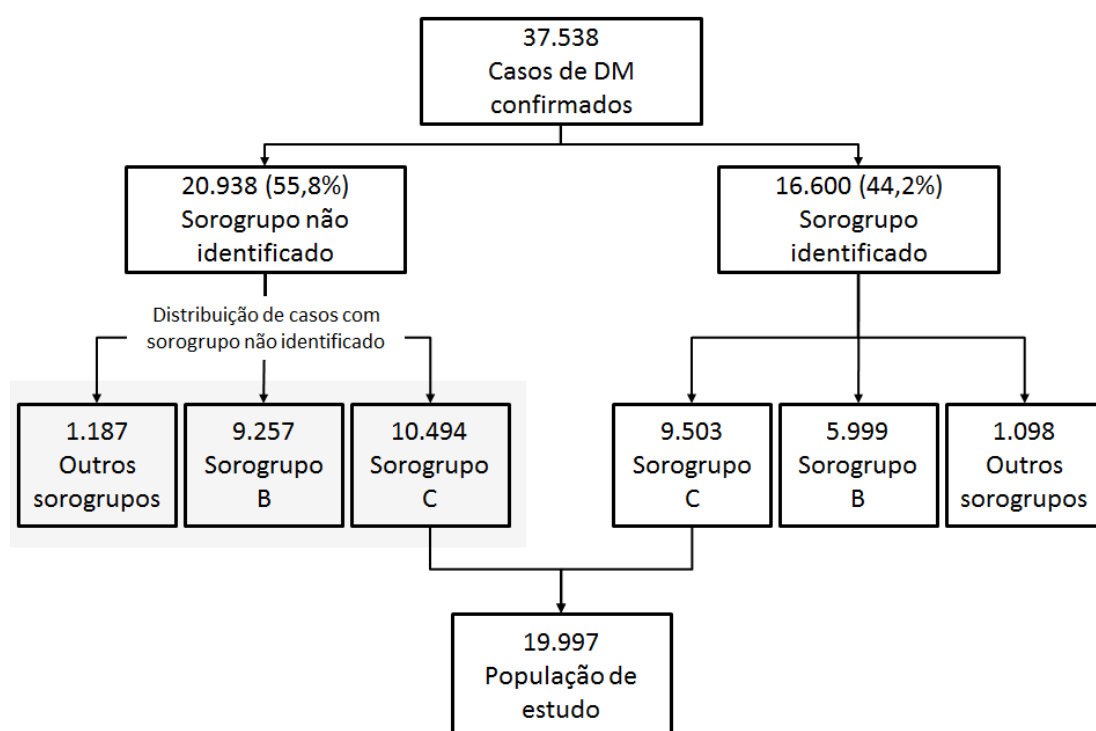 37.538
Casos de DM
confirmados
20.938 (55,8%)
Sorogrupo não
identificado
16.600 (44,2%)
Sorogrupo
identificado
Distribuição de casos com
sorogrupo não identificado
1.187
Outros
sorogrupos
9.257
Sorogrupo
B
10.494
Sorogrupo
C
9.503
Sorogrupo
C
5.999
Sorogrupo
B
1.098
Outros
sorogrupos
19.997
População de
estudo